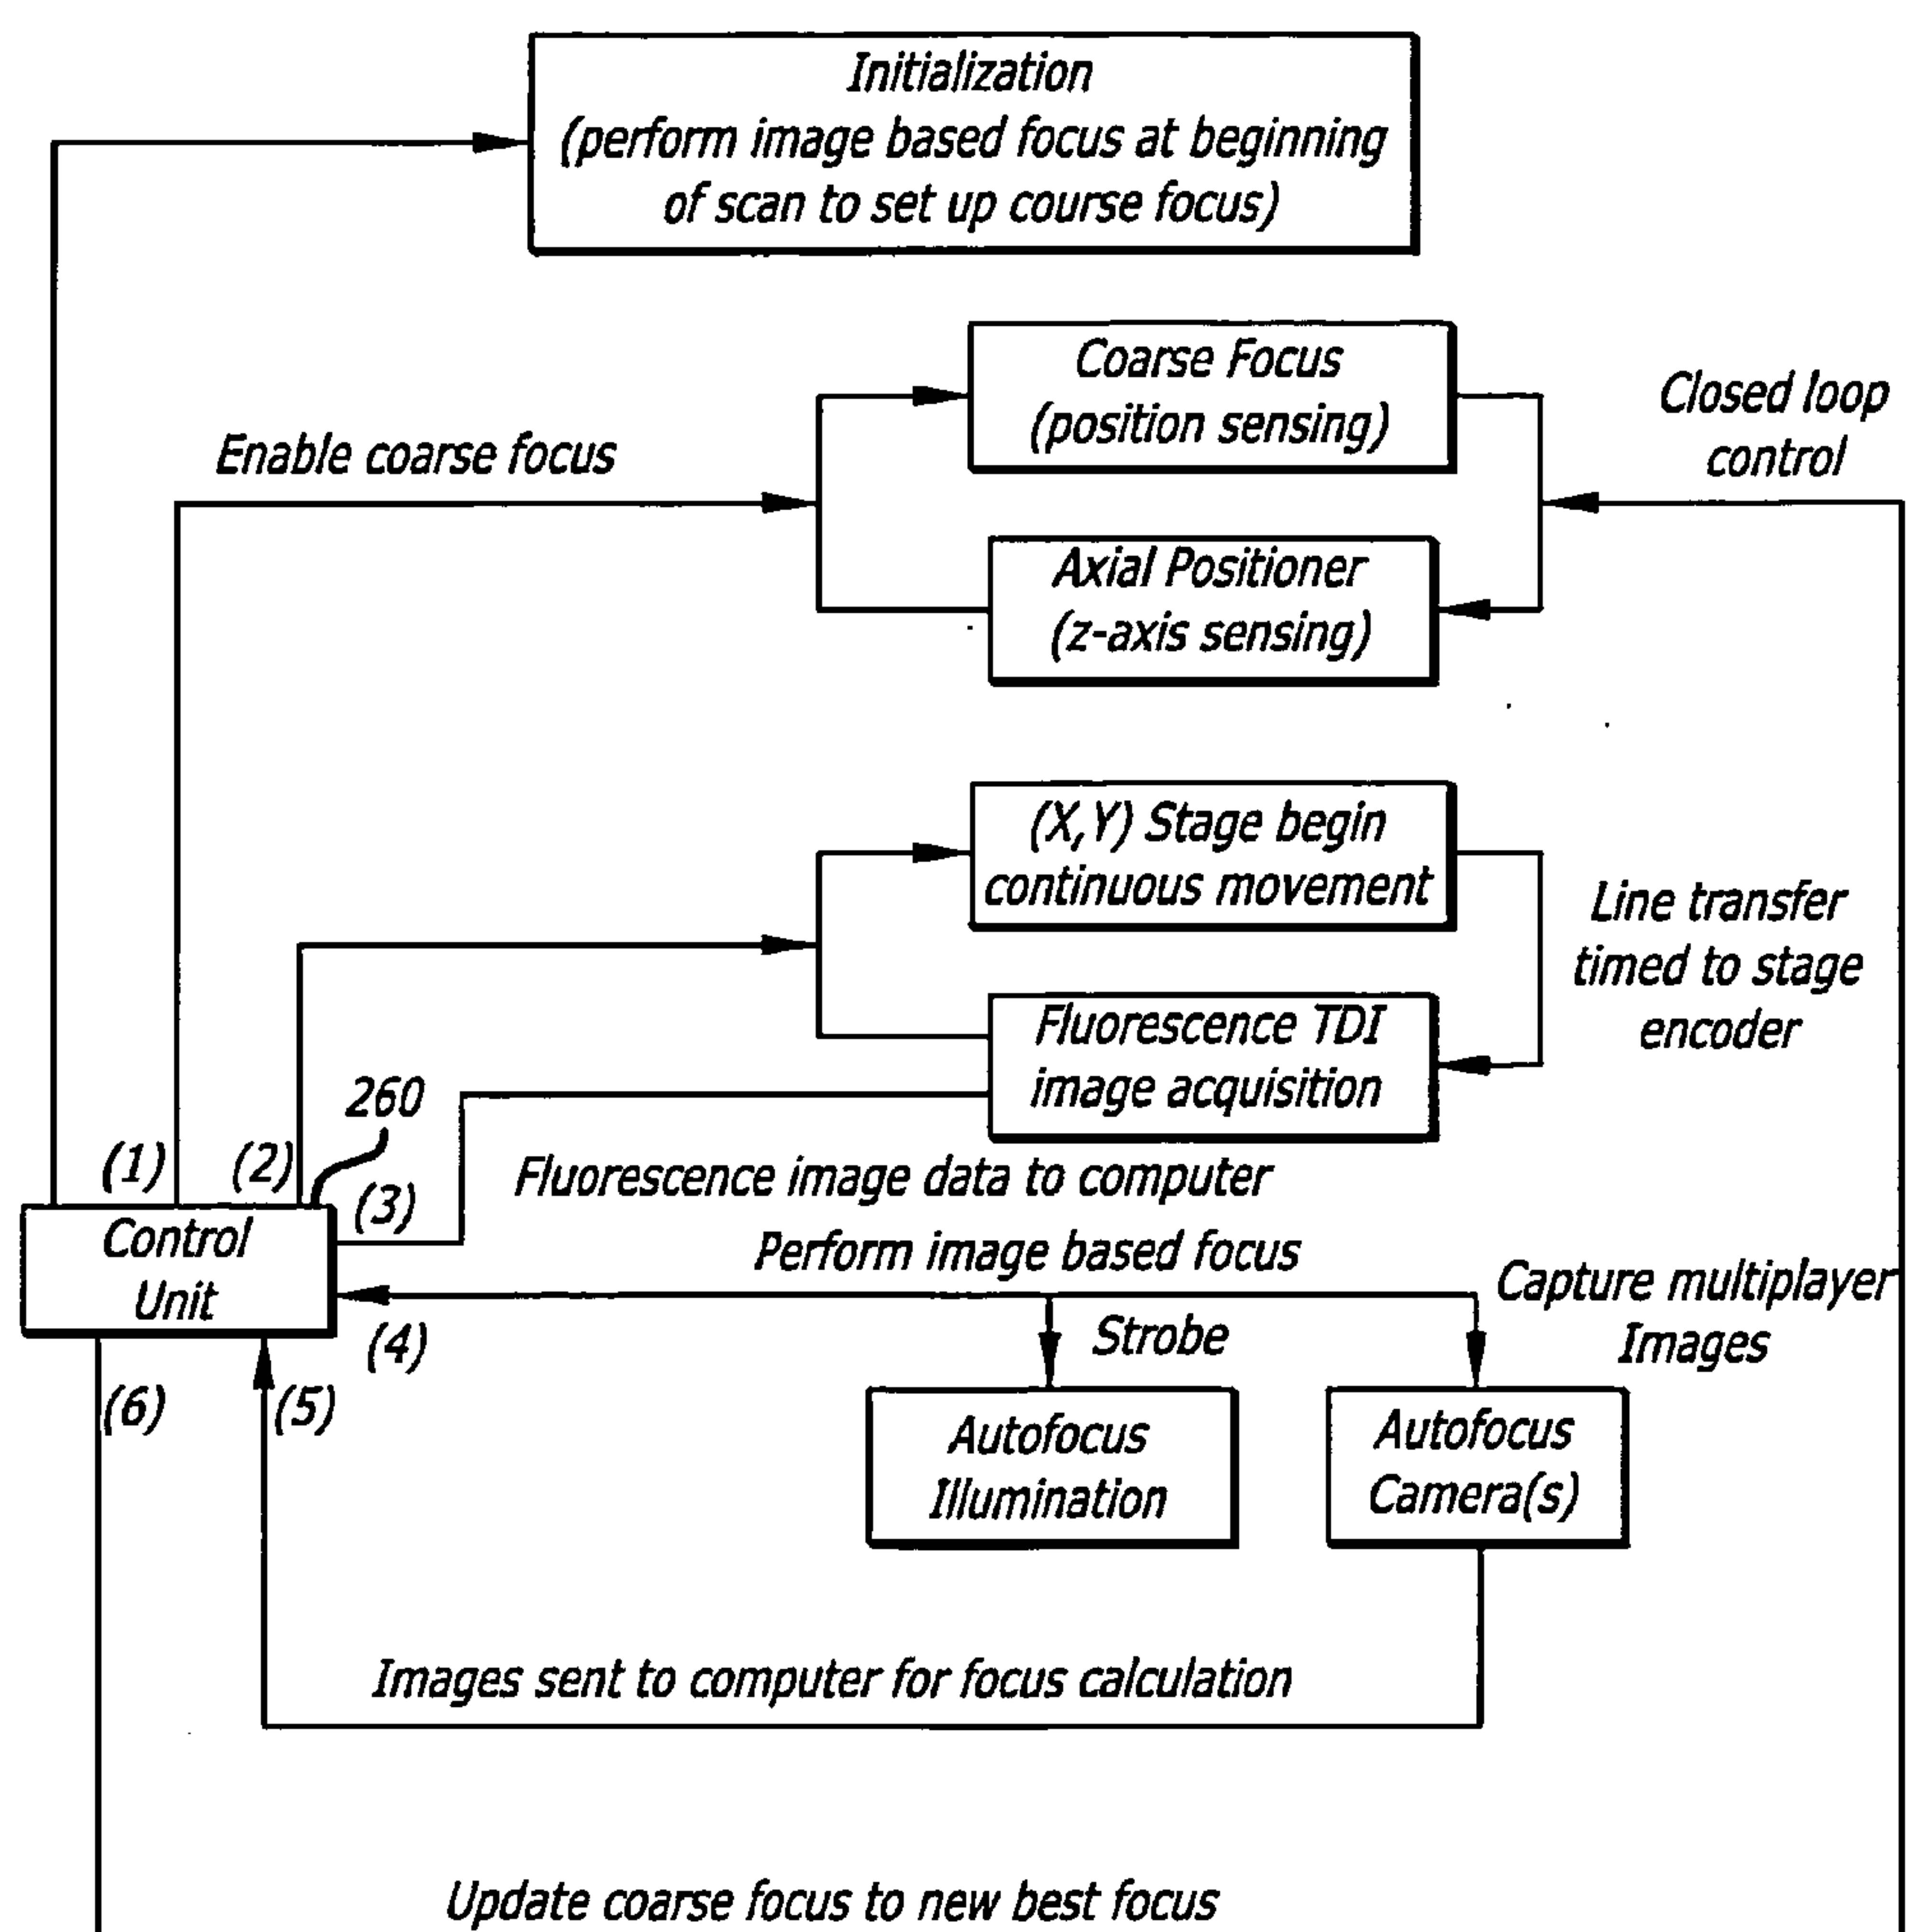 Initialization
(perform image based focus at beginning
of scan to set up course focus)
Coarse Focus
(position sensing)
Closed loop
control
Enable coarse focus
Axial Positioner
(z-axis sensing)
(X,Y) Stage begin
continuous movement
Line transfer
timed to stage
encoder
Fluorescence TDI
image acquisition
260
(1)
(2)
(3)
Fluorescence image data to computer
Control
Unit
Perform image based focus
Capture multiplayer
Images
Strobe
(4)
(6)
(5)
Autofocus
Illumination
Autofocus
Camera(s)
Images sent to computer for focus calculation
Update coarse focus to new best focus